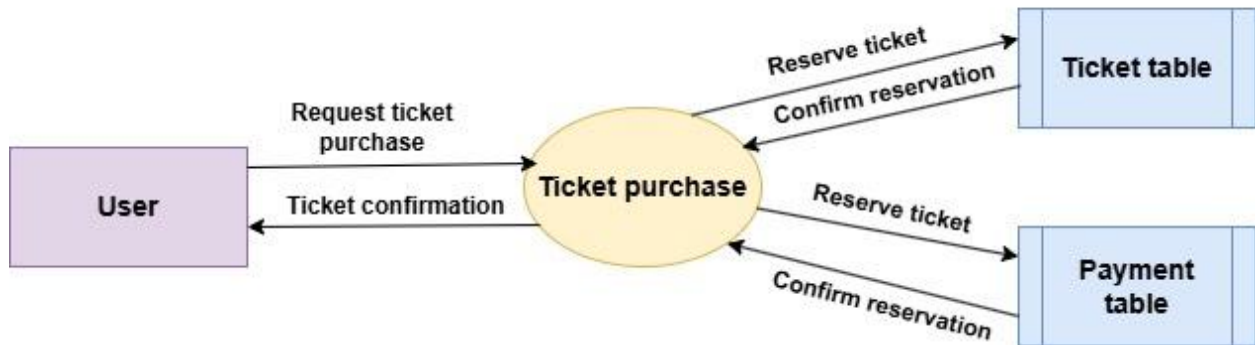 User
Request ticket
purchase
Ticket confirmation
Ticket purchase
Reserve ticket
Confirm reservation
Ticket table
Reserve ticket
Confirm reservation
Payment
table